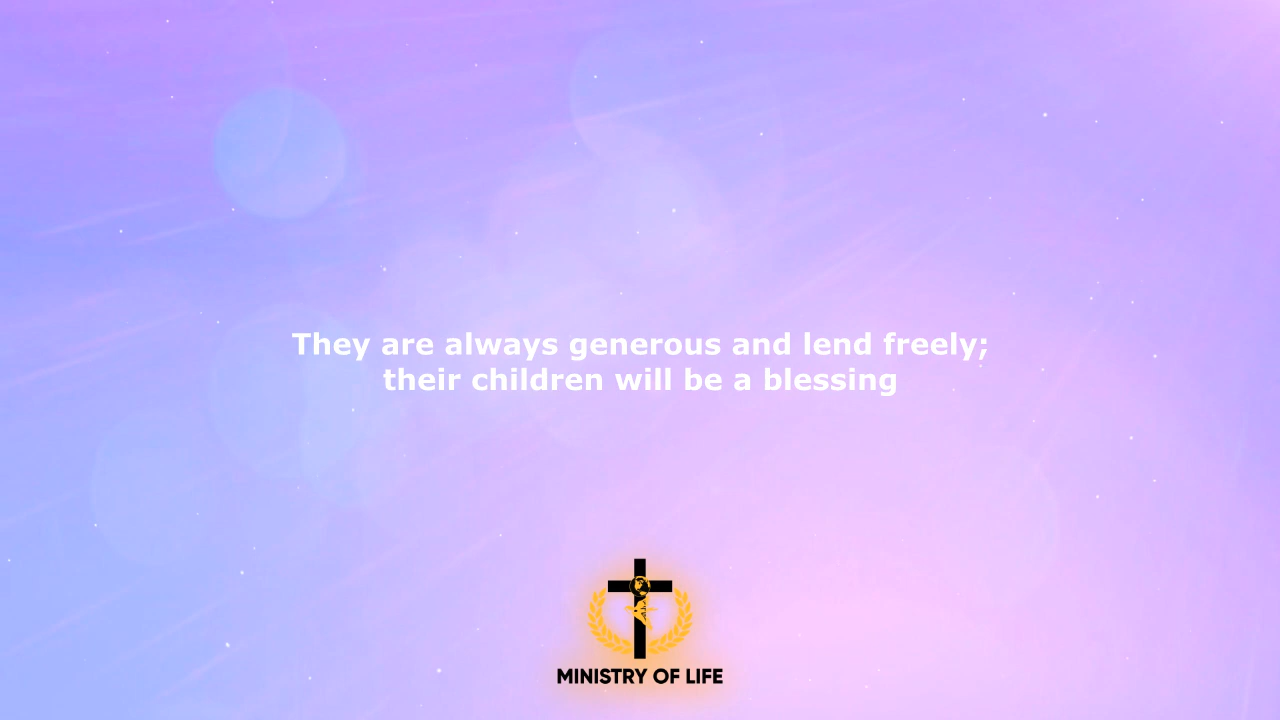 They are always generous and lend freely;
their children will be a blessing
MINISTRY OF LIFE